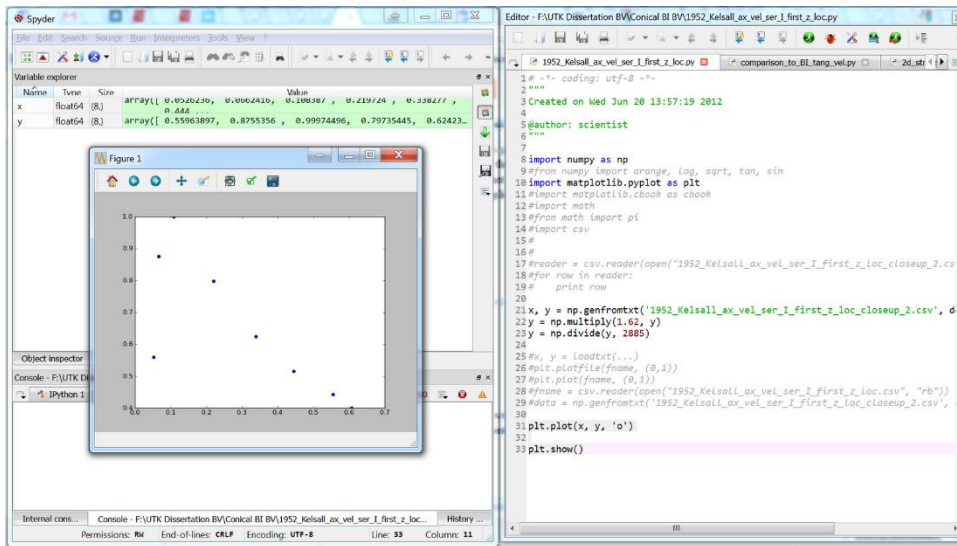 Spyder
File Edit Search Source Run Interpreters Tools View ?
Variable explorer
Name Type Size Value
x float64 (8,) array([ 0.0526236, 0.0662416, 0.108387 , 0.219724 , 0.338277 ,
0.444 ...
y float64 (8,) array([ 0.55963897, 0.8755356 , 0.99974496, 0.79735445, 0.62423...
Figure 1
1.0
0.9
0.8
0.7
0.6
0.5
0.4
0.0 0.1 0.2 0.3 0.4 0.5 0.6 0.7
Object inspector
Console - F:\UTK Di
IPython 1
Internal cons... Console - F:\UTK Dissertation BV\Conical BI BV\1952_Kelsall_ax_vel_ser_I_first_z_loc... History ...
Permissions: RW End-of-lines: CRLF Encoding: UTF-8 Line: 33 Column: 11
Editor - F:\UTK Dissertation BV\Conical BI BV\1952_Kelsall_ax_vel_ser_I_first_z_loc.py
1952_Kelsall_ax_vel_ser_I_first_z_loc.py comparison_to_BI_tang_vel.py 2d_str
1 # -*- coding: utf-8 -*-
2 """
3 Created on Wed Jun 20 13:57:19 2012
4
5 @author: scientist
6 """
7
8 import numpy as np
9 #from numpy import arange, log, sqrt, tan, sin
10 import matplotlib.pyplot as plt
11 #import matplotlib.cbook as cbook
12 #import math
13 #from math import pi
14 #import csv
15 #
16 #
17 #reader = csv.reader(open("1952_Kelsall_ax_vel_ser_I_first_z_loc_closeup_2.cs
18 #for row in reader:
19 #    print row
20
21 x, y = np.genfromtxt('1952_Kelsall_ax_vel_ser_I_first_z_loc_closeup_2.csv', d
22 y = np.multiply(1.62, y)
23 y = np.divide(y, 2885)
24
25 #x, y = loadtxt(...)
26 #plt.plotfile(fname, (0,1))
27 #plt.plot(fname, (0,1))
28 #fname = csv.reader(open("1952_Kelsall_ax_vel_ser_I_first_z_loc.csv", "rb")
29 #data = np.genfromtxt('1952_Kelsall_ax_vel_ser_I_first_z_loc_closeup_2.csv',
30
31 plt.plot(x, y, 'o')
32
33 plt.show()